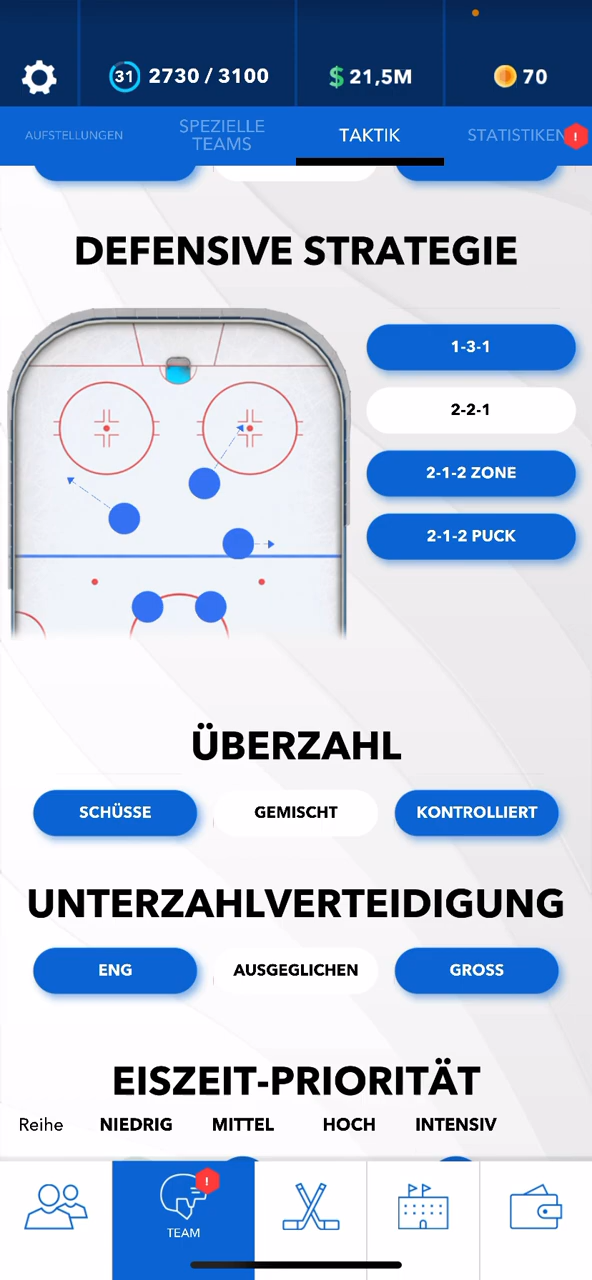 31 2730 / 3100 $ 21,5M 70
AUFSTELLUNGEN
SPEZIELLE
TEAMS
TAKTIK
STATISTIKEN !
DEFENSIVE STRATEGIE
1-3-1
2-2-1
2-1-2 ZONE
2-1-2 PUCK
ÜBERZAHL
SCHÜSSE GEMISCHT KONTROLLIERT
UNTERZAHLVERTEIDIGUNG
ENG AUSGEGLICHEN GROSS
EISZEIT-PRIORITÄT
Reihe NIEDRIG MITTEL HOCH INTENSIV
!
TEAM